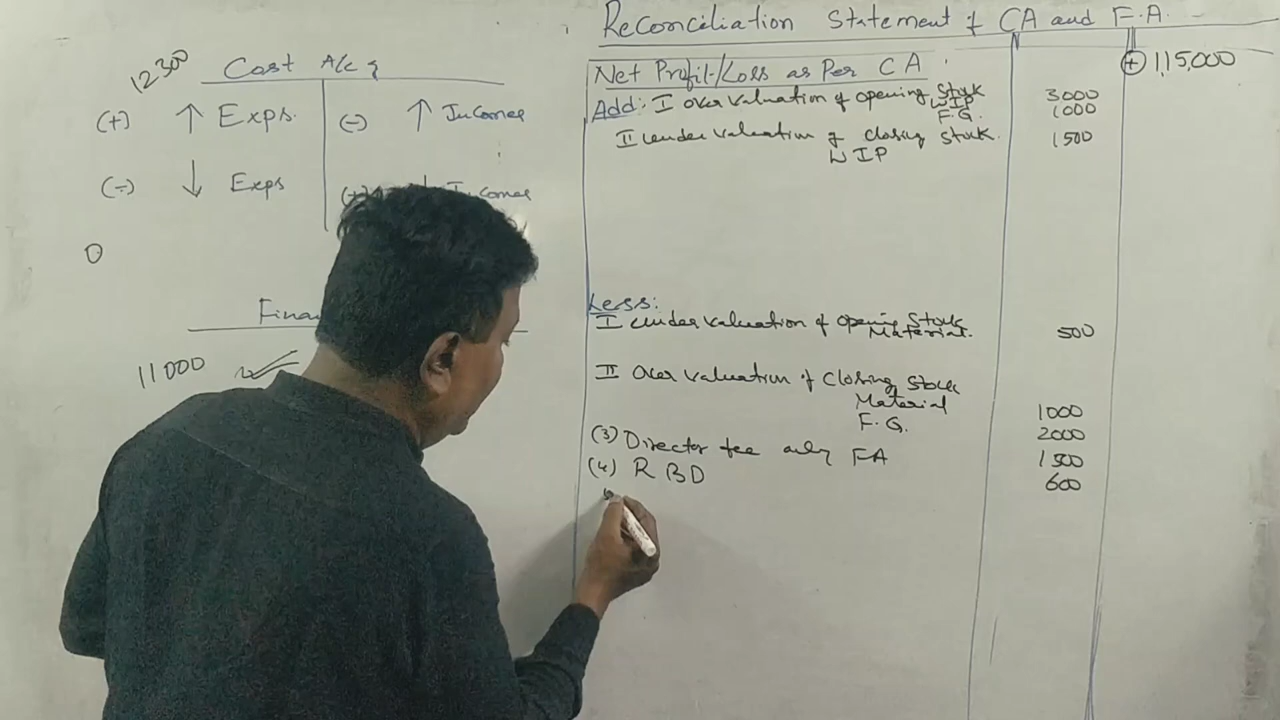 Reconciliation Statement of CA and F.A.
12300
Cost A/c
(+) ↑ Exps. (-) ↑ Incomes
(-) ↓ Exps Incomes
0
Finan
11000
Net Profit/Loss as Per CA (+) 1,15,000
Add: I over valuation of opening Stock 3000
WIP 1000
F.G.
II under valuation of closing Stock. 1500
WIP
Less:
I under valuation of opening Stock
Material. 500
II Over valuation of closing Stock
Material 1000
F.G. 2000
(3) Director fee only FA 1500
(4) R B D 600